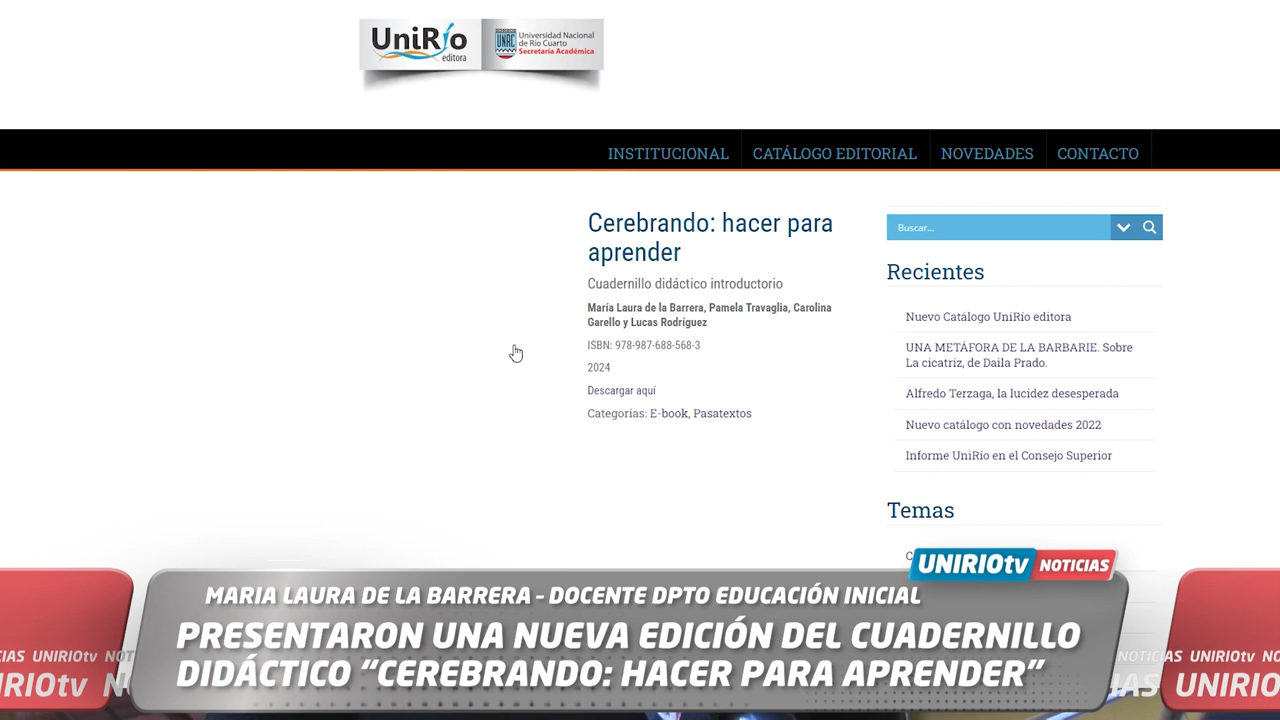 UniRío
editora
UNRC
Universidad Nacional
de Río Cuarto
Secretaría Académica
INSTITUCIONAL
CATÁLOGO EDITORIAL
NOVEDADES
CONTACTO
Cerebrando: hacer para
aprender
Cuadernillo didáctico introductorio
María Laura de la Barrera, Pamela Travaglia, Carolina
Garello y Lucas Rodríguez
ISBN: 978-987-688-568-3
2024
Descargar aquí
Categorías: E-book, Pasatextos
Buscar...
Recientes
Nuevo Catálogo UniRío editora
UNA METÁFORA DE LA BARBARIE. Sobre
La cicatriz, de Daila Prado.
Alfredo Terzaga, la lucidez desesperada
Nuevo catálogo con novedades 2022
Informe UniRío en el Consejo Superior
Temas
UNIRIOtv NOTICIAS
MARIA LAURA DE LA BARRERA - DOCENTE DPTO EDUCACIÓN INICIAL
PRESENTARON UNA NUEVA EDICIÓN DEL CUADERNILLO
DIDÁCTICO “CEREBRANDO: HACER PARA APRENDER”
UNIRIOtv
NOTICIAS UNIRIOtv